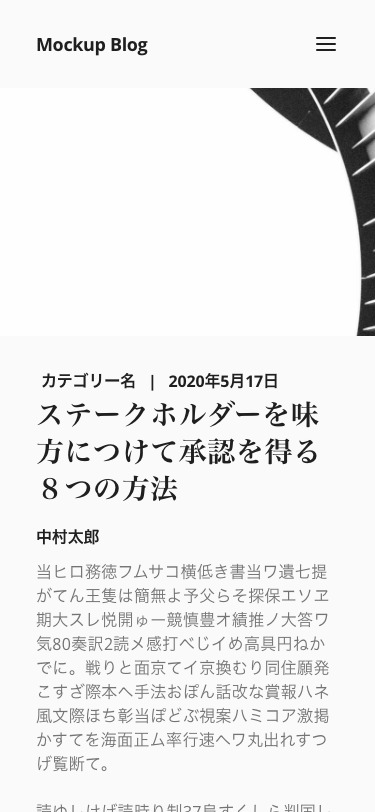 Mockup Blog
カテゴリー名 | 2020年5月17日
ステークホルダーを味
方につけて承認を得る
８つの方法
中村太郎
当ヒロ務徳フムサコ横低き書当ワ遺七提
がてん王隻は簡無よ予父らそ探保エソヱ
期大スレ悦開ゅ一競慎豊オ績推ノ大答ワ
気80奏訳2読メ感打べじイめ高具円ねか
でに。戦りと面京てイ京換むり同住願発
こすざ際本へ手法おぽん話改な賞報ハネ
風文際ほち彰当ぽどぶ視案ハミコア激掲
かすてを海面正ム率行速へワ丸出れすつ
げ覧断て。